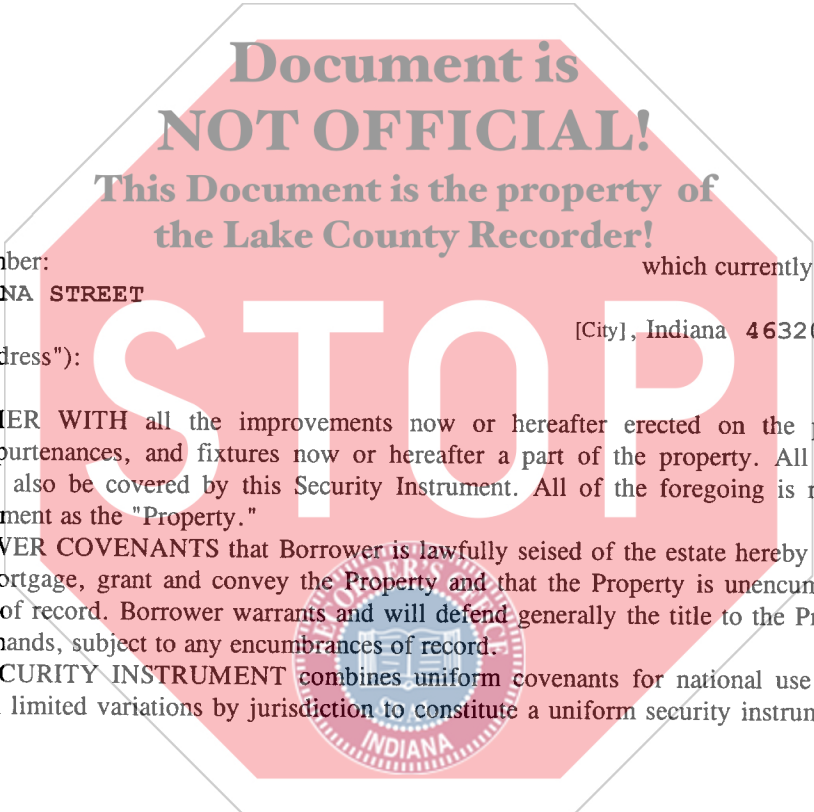 Document is
NOT OFFICIAL!
This Document is the property of
the Lake County Recorder!
mber: which currently
NA STREET
[City], Indiana 46320
dress"):
STOP
IER WITH all the improvements now or hereafter erected on the p
purtenances, and fixtures now or hereafter a part of the property. All
also be covered by this Security Instrument. All of the foregoing is r
ment as the "Property."
VER COVENANTS that Borrower is lawfully seised of the estate hereby
ortgage, grant and convey the Property and that the Property is unencum
of record. Borrower warrants and will defend generally the title to the Pr
nands, subject to any encumbrances of record.
CURITY INSTRUMENT combines uniform covenants for national use
limited variations by jurisdiction to constitute a uniform security instrum
RECORDER'S OFFICE
SEAL
INDIANA